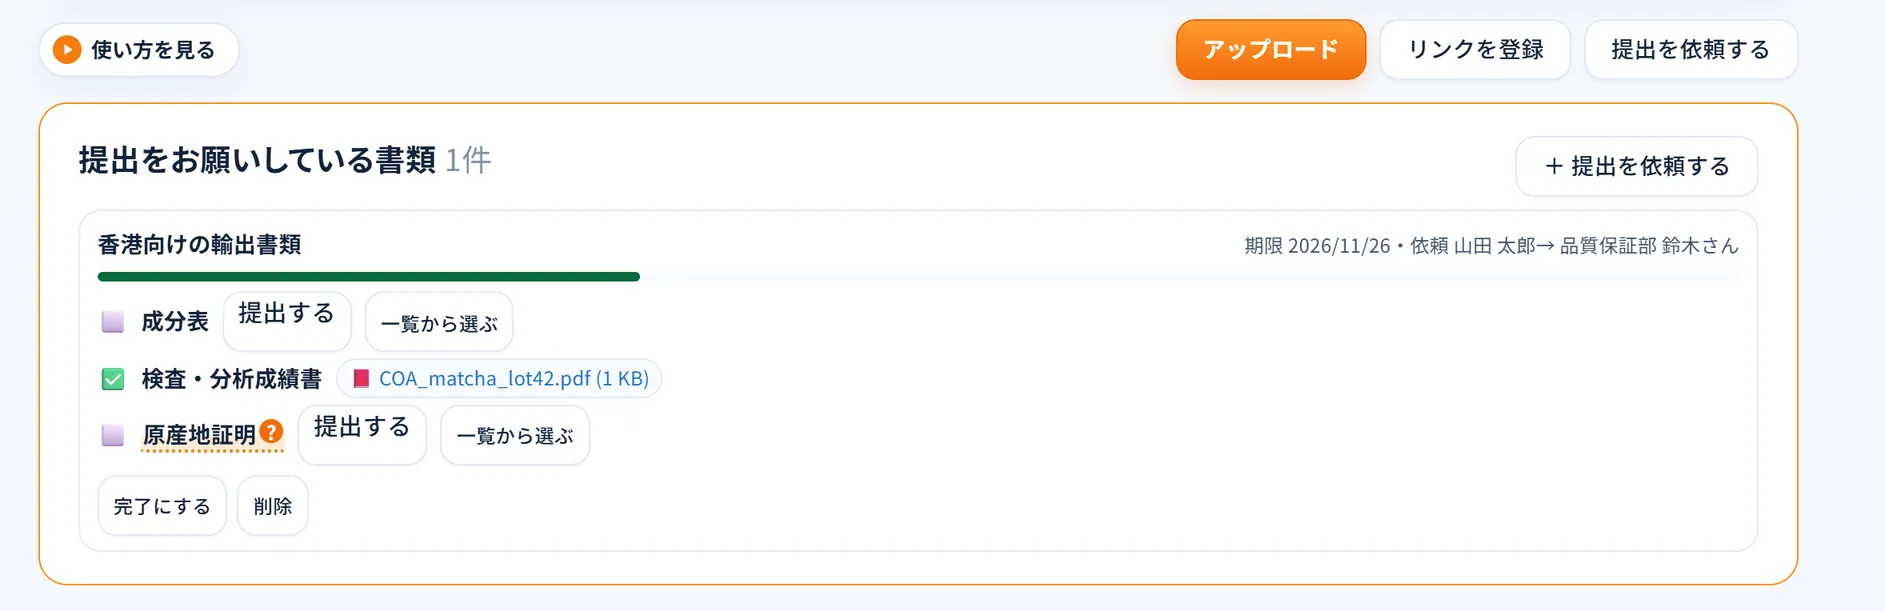 使い方を見る
アップロード
リンクを登録
提出を依頼する
提出をお願いしている書類 1件
＋ 提出を依頼する
香港向けの輸出書類
期限 2026/11/26・依頼 山田 太郎→ 品質保証部 鈴木さん
成分表 提出する 一覧から選ぶ
検査・分析成績書 COA_matcha_lot42.pdf (1 KB)
原産地証明? 提出する 一覧から選ぶ
完了にする 削除